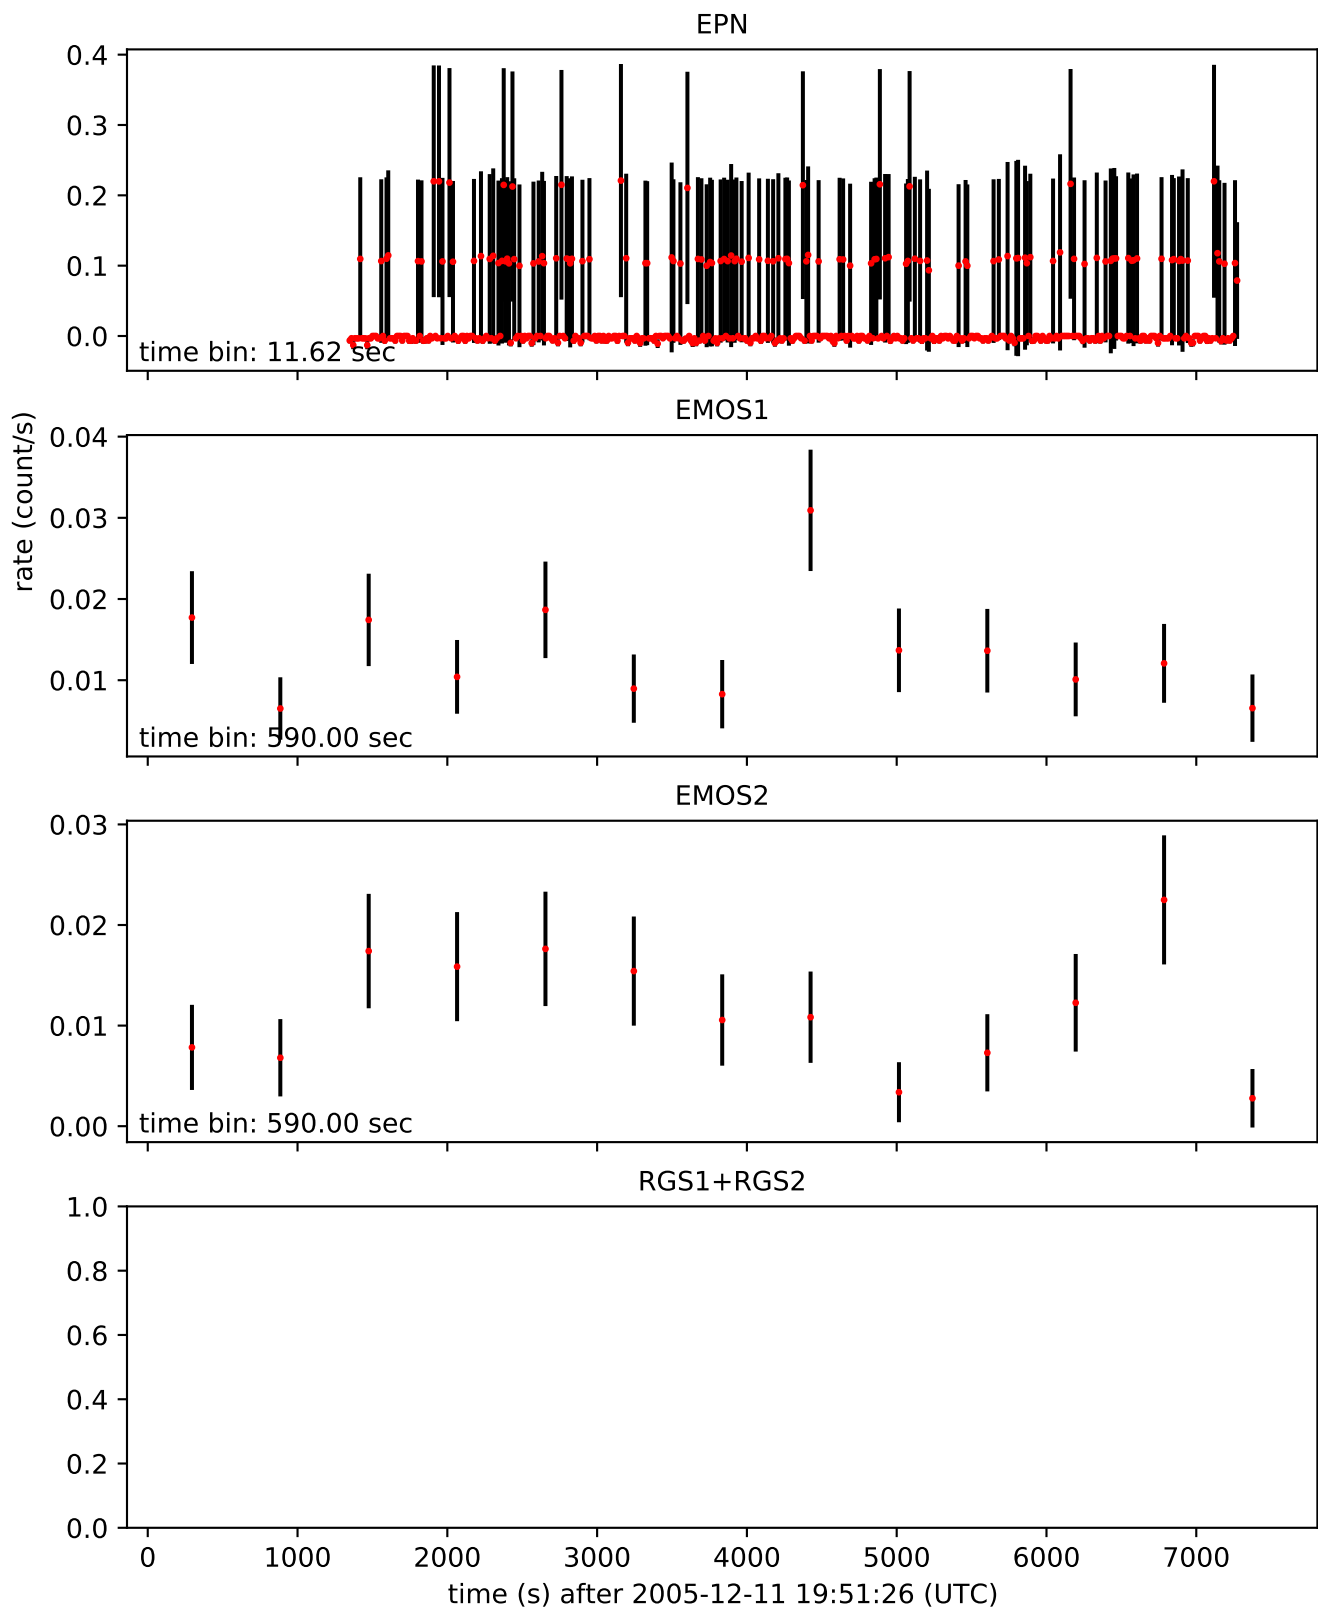 EPN
0.4
0.3
0.2
0.1
0.0
time bin: 11.62 sec
EMOS1
rate (count/s)
0.04
0.03
0.02
0.01
time bin: 590.00 sec
EMOS2
0.03
0.02
0.01
0.00
time bin: 590.00 sec
RGS1+RGS2
1.0
0.8
0.6
0.4
0.2
0.0
0 1000 2000 3000 4000 5000 6000 7000
time (s) after 2005-12-11 19:51:26 (UTC)